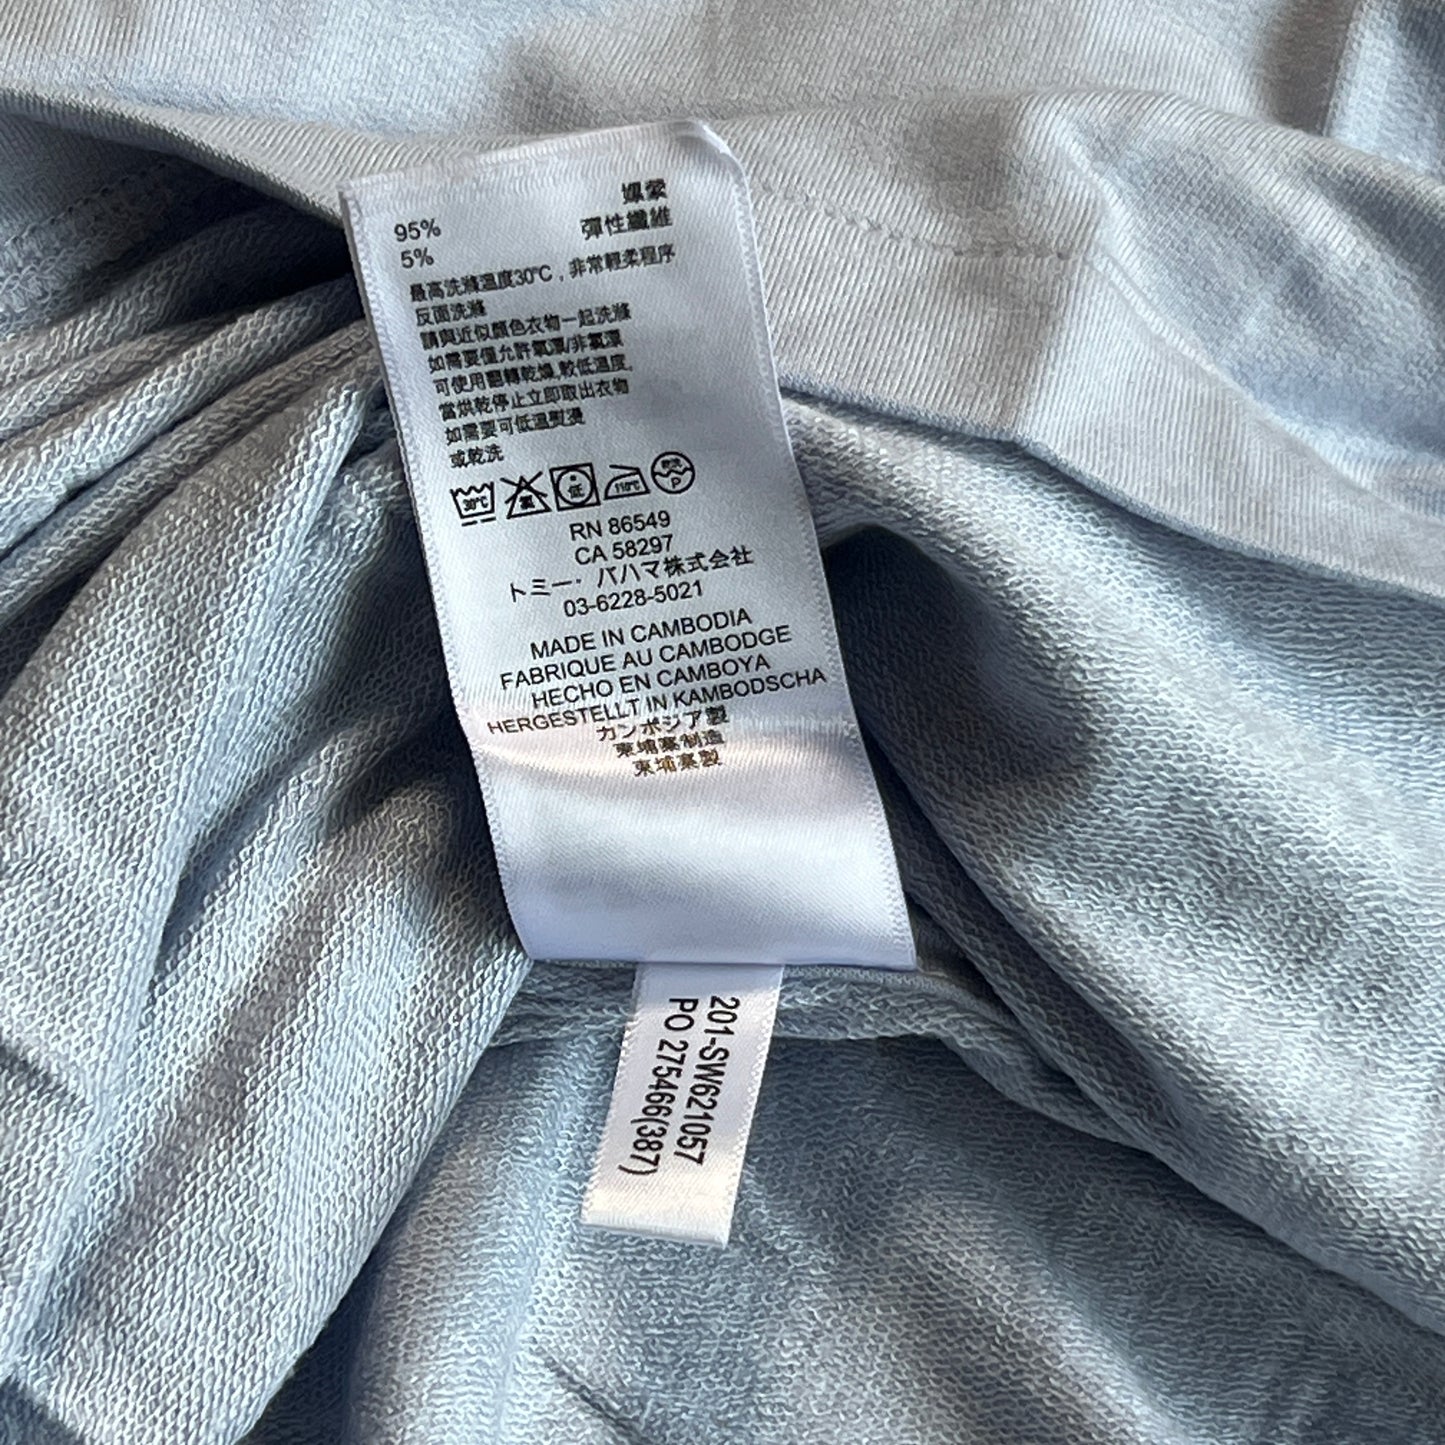 95% 嫘縈
5% 彈性纖維
最高洗滌溫度30°C，非常輕柔程序
反面洗滌
請與近似顏色衣物一起洗滌
如需要僅允許氧漂/非氯漂
可使用翻轉乾燥,較低溫度,
當烘乾停止立即取出衣物
如需要可低溫熨燙
或乾洗
30°C 氯 低 110°C 乾洗 P
RN 86549
CA 58297
トミー・バハマ株式会社
03-6228-5021
MADE IN CAMBODIA
FABRIQUE AU CAMBODGE
HECHO EN CAMBOYA
HERGESTELLT IN KAMBODSCHA
カンボジア製
柬埔寨制造
柬埔寨製
201-SW621057
PO 275466(387)